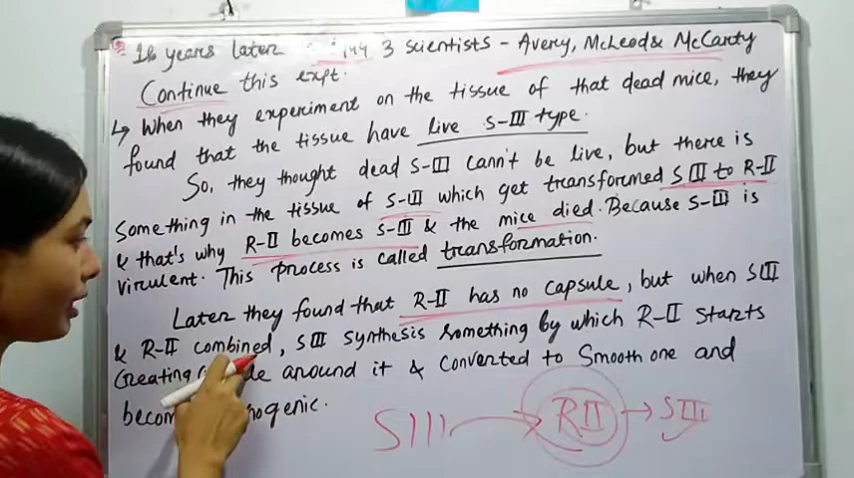 16 years later 3 scientists - Avery, McLeod & McCarty
Continue this expt.
↳ When they experiment on the tissue of that dead mice, they
found that the tissue have live S-III type.
So, they thought dead S-III cann't be live, but there is
Something in the tissue of S-III which get transformed S III to R-II
& that's why R-II becomes S-III & the mice died. Because S-III is
virulent. This process is called transformation.
Later they found that R-II has no capsule, but when S III
& R-II combined, S III synthesis something by which R-II starts
Creating around it & converted to Smooth one and
SIII → RII → SIII